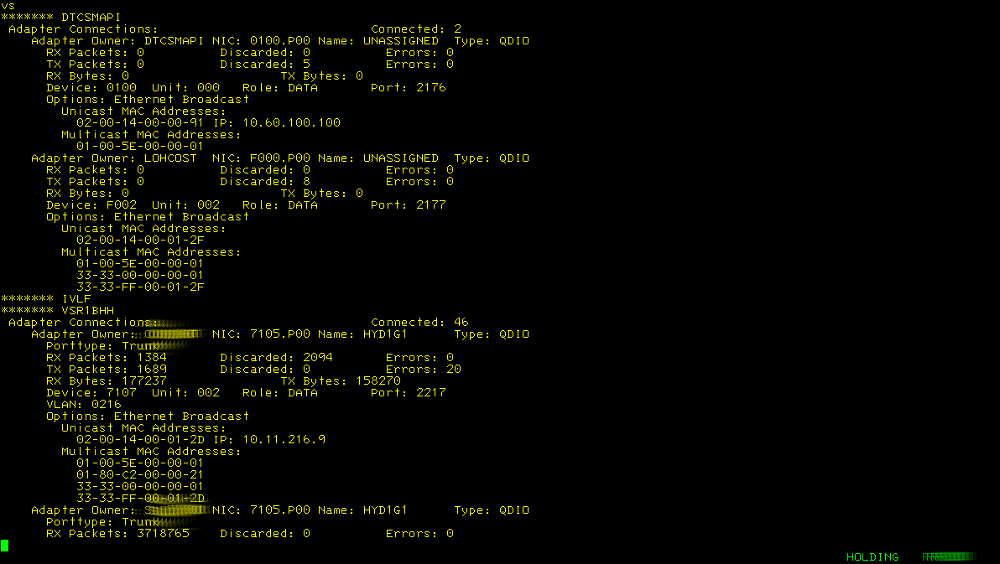 vs
******* DTCSMAPI
Adapter Connections: Connected: 2
Adapter Owner: DTCSMAPI NIC: 0100.P00 Name: UNASSIGNED Type: QDIO
RX Packets: 0 Discarded: 0 Errors: 0
TX Packets: 0 Discarded: 5 Errors: 0
RX Bytes: 0 TX Bytes: 0
Device: 0100 Unit: 000 Role: DATA Port: 2176
Options: Ethernet Broadcast
Unicast MAC Addresses:
02-00-14-00-00-91 IP: 10.60.100.100
Multicast MAC Addresses:
01-00-5E-00-00-01
Adapter Owner: LOHCOST NIC: F000.P00 Name: UNASSIGNED Type: QDIO
RX Packets: 0 Discarded: 0 Errors: 0
TX Packets: 0 Discarded: 8 Errors: 0
RX Bytes: 0 TX Bytes: 0
Device: F002 Unit: 002 Role: DATA Port: 2177
Options: Ethernet Broadcast
Unicast MAC Addresses:
02-00-14-00-01-2F
Multicast MAC Addresses:
01-00-5E-00-00-01
33-33-00-00-00-01
33-33-FF-00-01-2F
******* IVLF
******* VSR1BHH
Adapter Connections: Connected: 46
Adapter Owner: NIC: 7105.P00 Name: HYD1G1 Type: QDIO
Porttype: Trunk
RX Packets: 1384 Discarded: 2094 Errors: 0
TX Packets: 1689 Discarded: 0 Errors: 20
RX Bytes: 177237 TX Bytes: 158270
Device: 7107 Unit: 002 Role: DATA Port: 2217
VLAN: 0216
Options: Ethernet Broadcast
Unicast MAC Addresses:
02-00-14-00-01-2D IP: 10.11.216.9
Multicast MAC Addresses:
01-00-5E-00-00-01
01-80-C2-00-00-21
33-33-00-00-00-01
33-33-FF-00-01-2D
Adapter Owner: NIC: 7105.P00 Name: HYD1G1 Type: QDIO
Porttype: Trunk
RX Packets: 3718765 Discarded: 0 Errors: 0
HOLDING